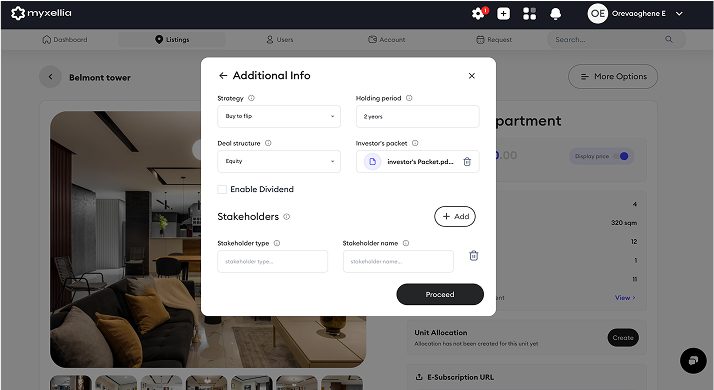 myxellia
1
OE
Orevaoghene E
Dashboard
Listings
Users
Account
Request
Search...
Belmont tower
More Options
Additional Info
Strategy
Holding period
Buy to flip
2 years
Deal structure
Investor's packet
Equity
investor's Packet.pd...
Enable Dividend
Stakeholders
Add
Stakeholder type
Stakeholder name
stakeholder type...
stakeholder name...
Proceed
partment
.00
Display price
4
320 sqm
12
1
11
View >
Unit Allocation
Allocation has not been created for this unit yet
Create
E-Subscription URL